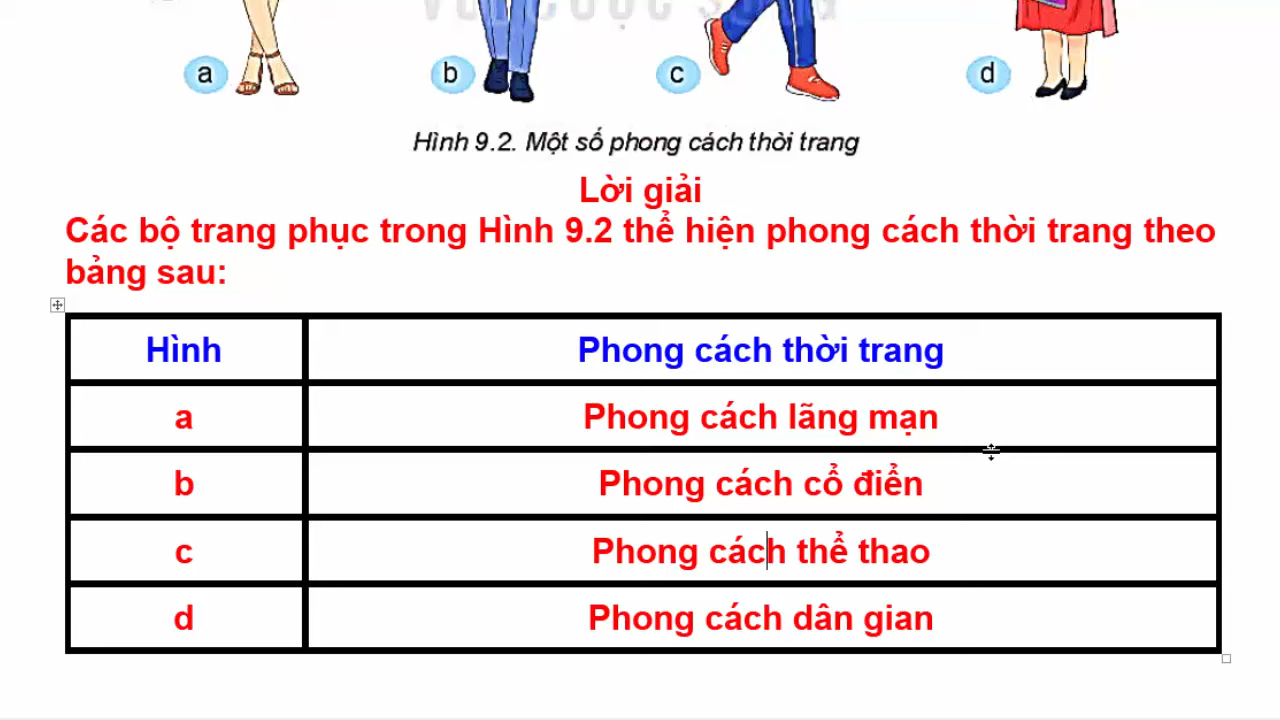 a b c d
Hình 9.2. Một số phong cách thời trang
Lời giải
Các bộ trang phục trong Hình 9.2 thể hiện phong cách thời trang theo
bảng sau:
Hình Phong cách thời trang
a Phong cách lãng mạn
b Phong cách cổ điển
c Phong cách thể thao
d Phong cách dân gian